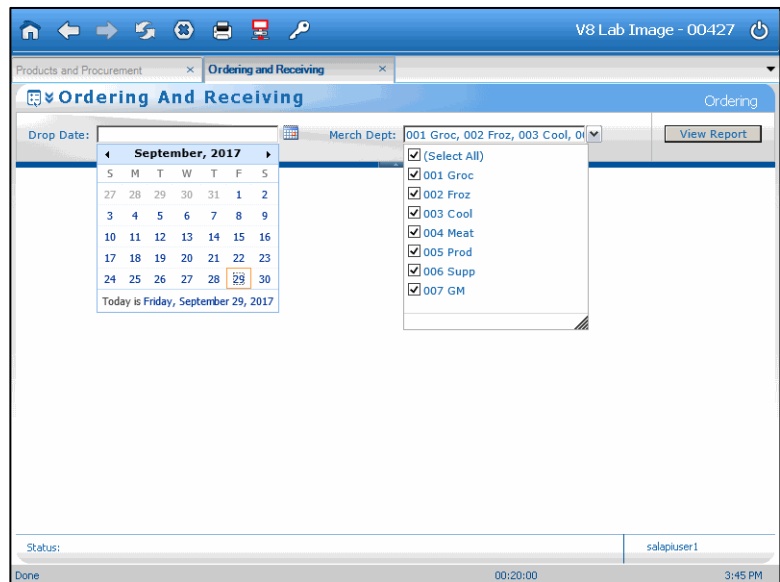 V8 Lab Image - 00427
Products and Procurement × Ordering and Receiving ×
Ordering And Receiving
Ordering
Drop Date: Merch Dept: 001 Groc, 002 Froz, 003 Cool, 0 View Report
September, 2017
S M T W T F S
27 28 29 30 31 1 2
3 4 5 6 7 8 9
10 11 12 13 14 15 16
17 18 19 20 21 22 23
24 25 26 27 28 29 30
Today is Friday, September 29, 2017
(Select All)
001 Groc
002 Froz
003 Cool
004 Meat
005 Prod
006 Supp
007 GM
Status: salapiuser1
Done 00:20:00 3:45 PM